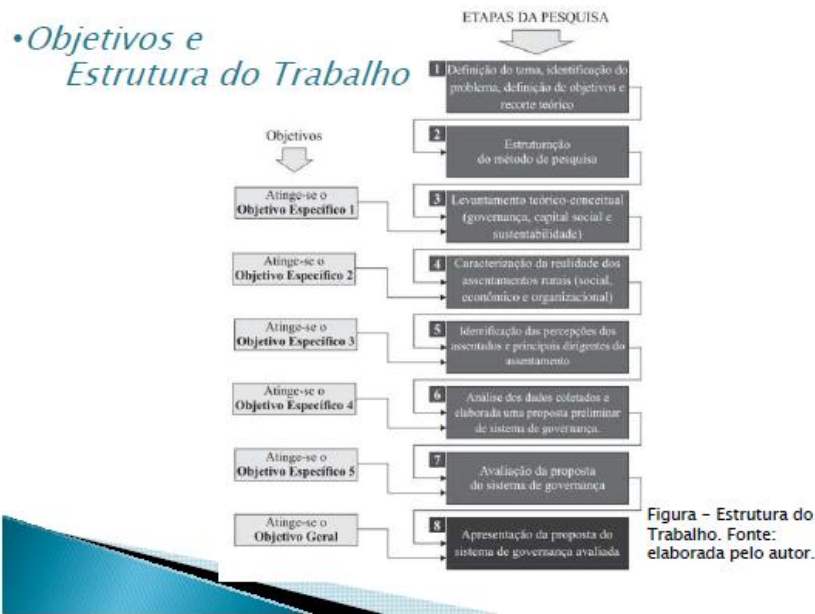 •Objetivos e
Estrutura do Trabalho
ETAPAS DA PESQUISA
1
Definição do tema, identificação do
problema, definição de objetivos e
recorte teórico
2
Estruturação
do método de pesquisa
Objetivos
Atinge-se o
Objetivo Específico 1
3
Levantamento teórico-conceitual
(governança, capital social e
sustentabilidade)
Atinge-se o
Objetivo Específico 2
4
Caracterização da realidade dos
assentamentos rurais (social,
econômico e organizacional)
Atinge-se o
Objetivo Específico 3
5
Identificação das percepções dos
assentados e principais dirigentes do
assentamento
Atinge-se o
Objetivo Específico 4
6
Análise dos dados coletados e
elaborada uma proposta preliminar
de sistema de governança.
Atinge-se o
Objetivo Específico 5
7
Avaliação da proposta
do sistema de governança
Atinge-se o
Objetivo Geral
8
Apresentação da proposta do
sistema de governança avaliada
Figura – Estrutura do
Trabalho. Fonte:
elaborada pelo autor.